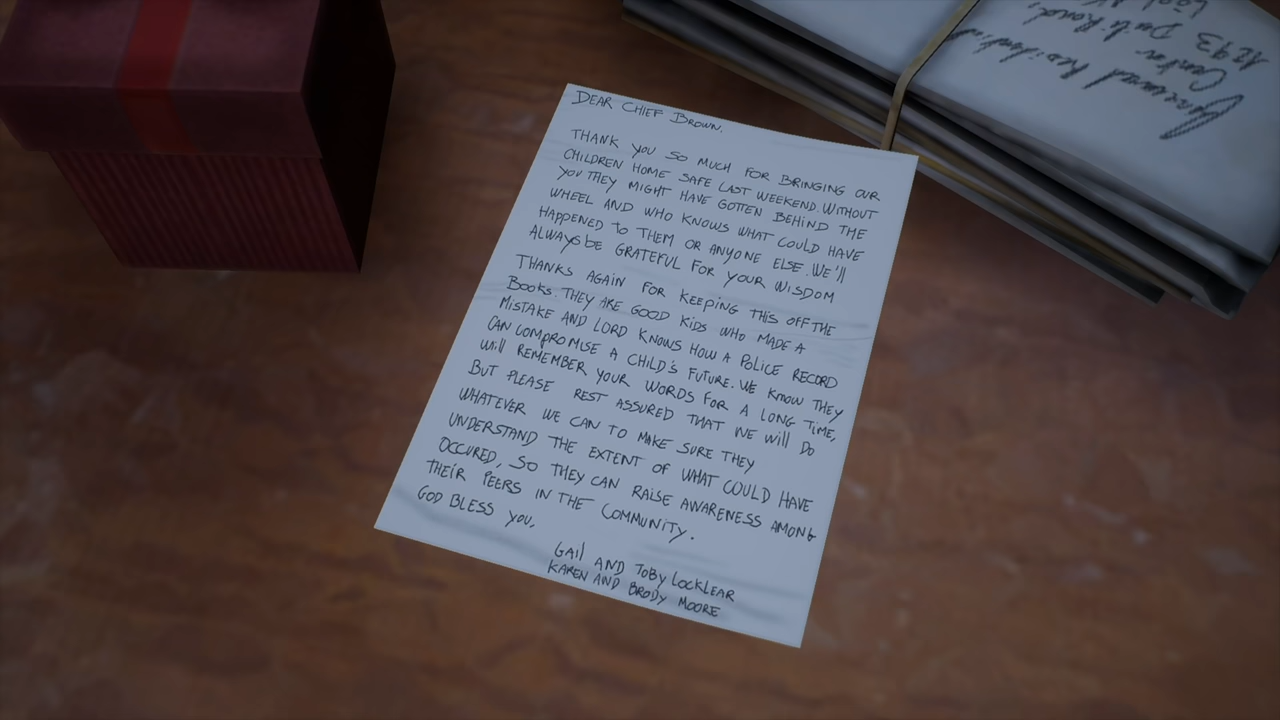 DEAR CHIEF BROWN.
THANK YOU SO MUCH FOR BRINGING OUR
CHILDREN HOME SAFE LAST WEEKEND. WITHOUT
YOU THEY MIGHT HAVE GOTTEN BEHIND THE
WHEEL AND WHO KNOWS WHAT COULD HAVE
HAPPENED TO THEM OR ANYONE ELSE. WE'll
ALWAYS BE GRATEFUL FOR YOUR WISDOM
THANKS AGAIN FOR KEEPING THIS OFF THE
BOOKS. THEY ARE GOOD KIDS WHO MADE A
MISTAKE AND LORD KNOWS HOW A POLICE RECORD
CAN COMPROMISE A CHILD'S FUTURE. WE KNOW THEY
Will REMEMBER YOUR WORDS FOR A LONG TIME,
BUT PLEASE REST ASSURED THAT WE Will DO
WHATEVER WE CAN TO MAKE SURE THEY
UNDERSTAND THE EXTENT OF WHAT COULD HAVE
OCCURED, SO THEY CAN RAISE AWARENESS AMONG
THEIR PEERS IN THE COMMUNITY.
GOD BLESS YOU,
GAIL AND TOBY LOCKLEAR
KAREN AND BRODY MOORE
Residential
Center
Road,